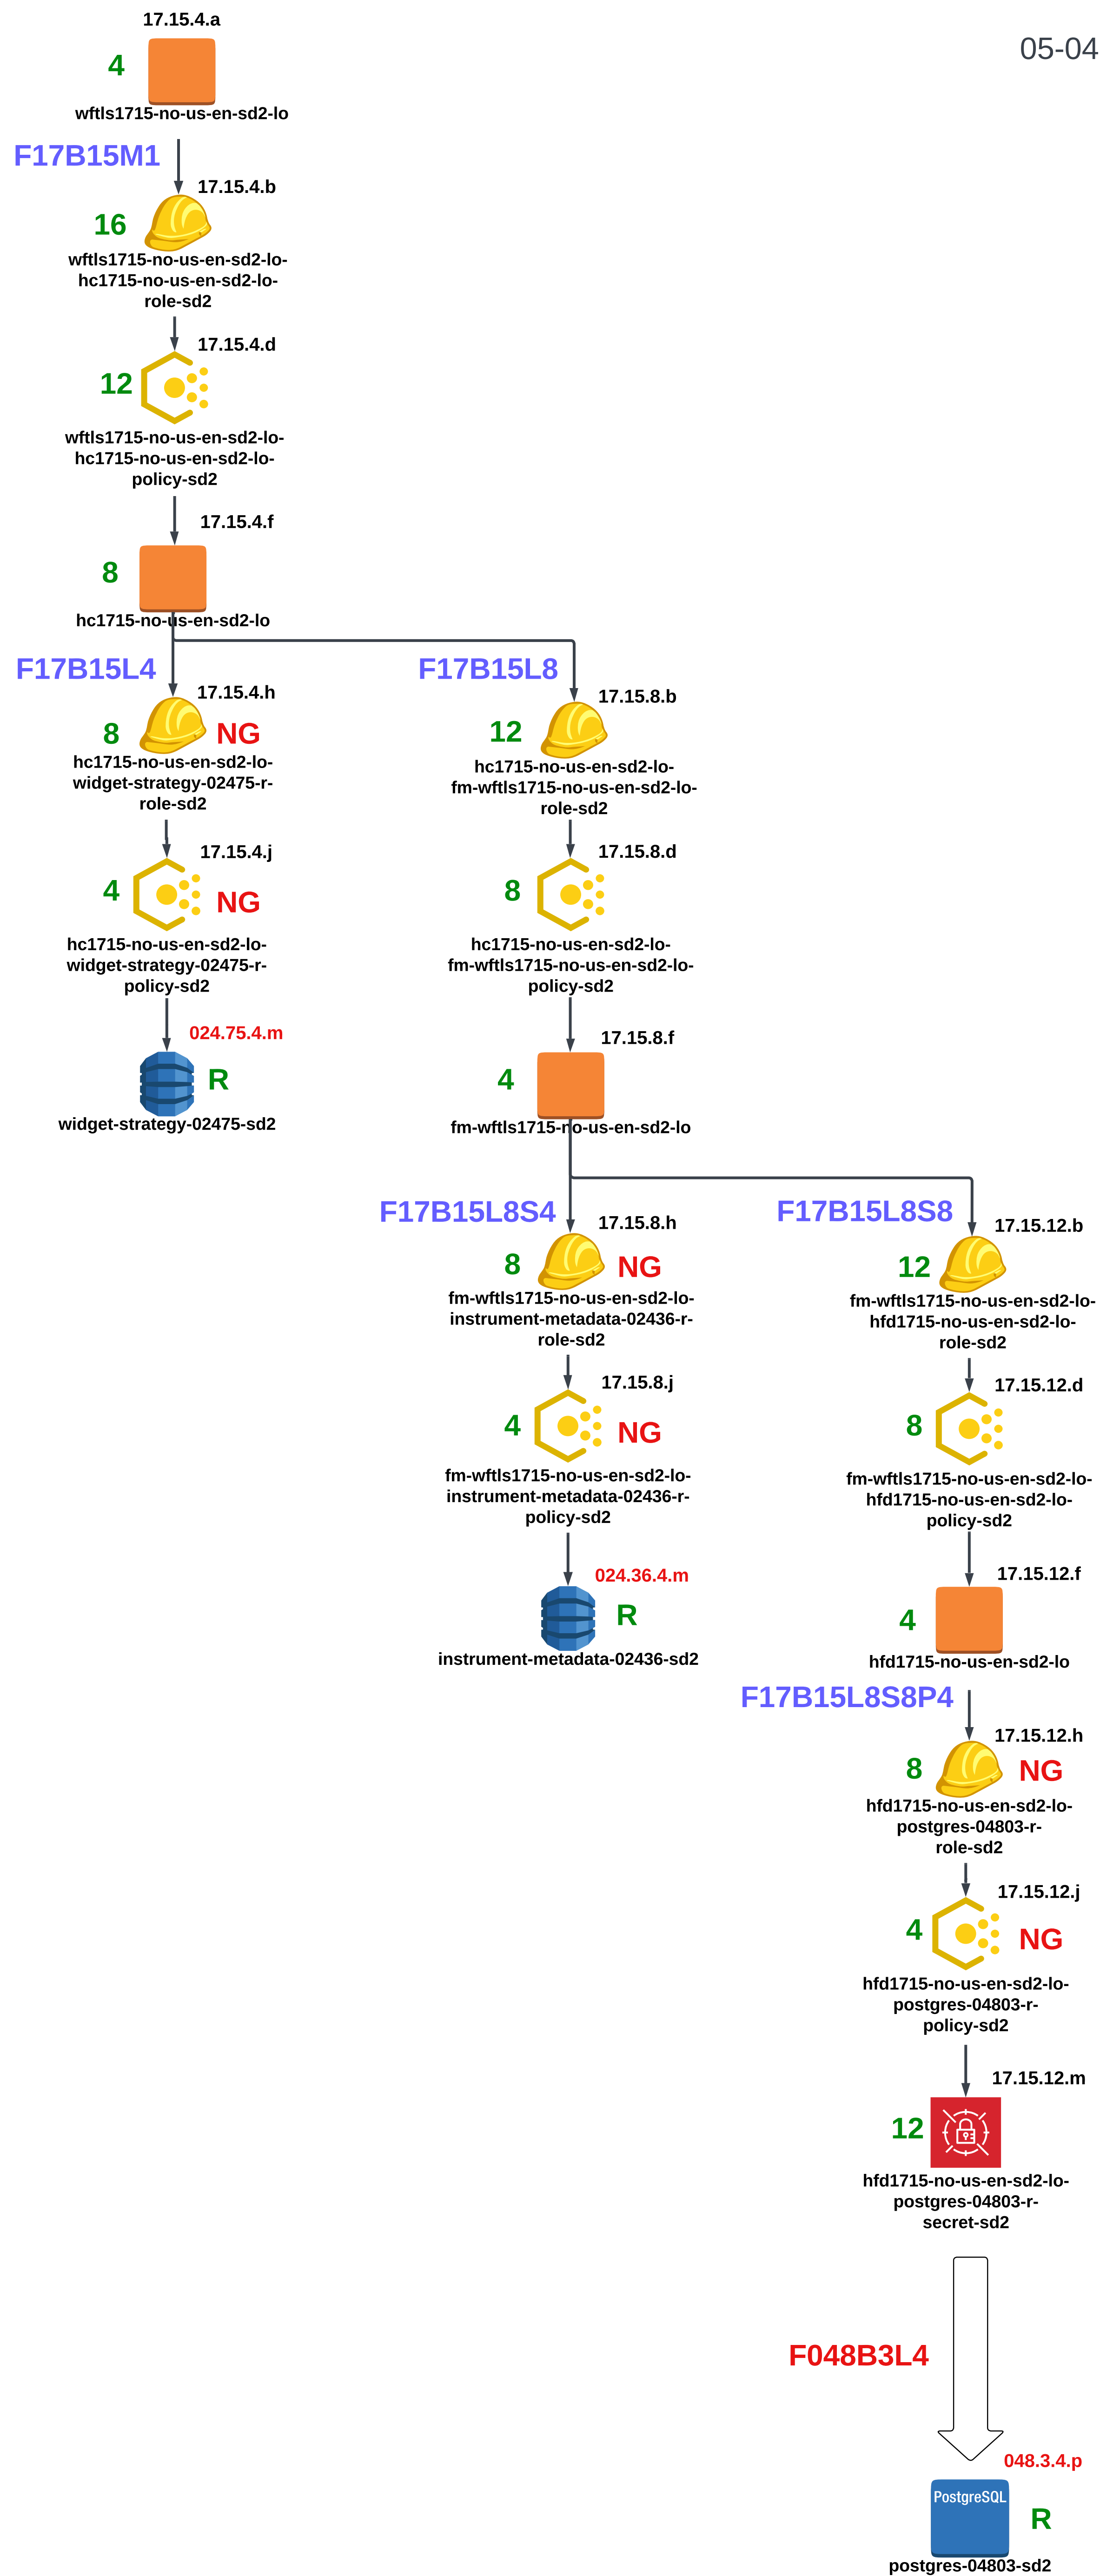 17.15.4.a
05-04
4
wftls1715-no-us-en-sd2-lo
F17B15M1
17.15.4.b
16
wftls1715-no-us-en-sd2-lo-
hc1715-no-us-en-sd2-lo-
role-sd2
17.15.4.d
12
wftls1715-no-us-en-sd2-lo-
hc1715-no-us-en-sd2-lo-
policy-sd2
17.15.4.f
8
hc1715-no-us-en-sd2-lo
F17B15L4
17.15.4.h
8
NG
hc1715-no-us-en-sd2-lo-
widget-strategy-02475-r-
role-sd2
17.15.4.j
4
NG
hc1715-no-us-en-sd2-lo-
widget-strategy-02475-r-
policy-sd2
024.75.4.m
R
widget-strategy-02475-sd2
F17B15L8
17.15.8.b
12
hc1715-no-us-en-sd2-lo-
fm-wftls1715-no-us-en-sd2-lo-
role-sd2
17.15.8.d
8
hc1715-no-us-en-sd2-lo-
fm-wftls1715-no-us-en-sd2-lo-
policy-sd2
17.15.8.f
4
fm-wftls1715-no-us-en-sd2-lo
F17B15L8S4
17.15.8.h
8
NG
fm-wftls1715-no-us-en-sd2-lo-
instrument-metadata-02436-r-
role-sd2
17.15.8.j
4
NG
fm-wftls1715-no-us-en-sd2-lo-
instrument-metadata-02436-r-
policy-sd2
024.36.4.m
R
instrument-metadata-02436-sd2
F17B15L8S8
17.15.12.b
12
fm-wftls1715-no-us-en-sd2-lo-
hfd1715-no-us-en-sd2-lo-
role-sd2
17.15.12.d
8
fm-wftls1715-no-us-en-sd2-lo-
hfd1715-no-us-en-sd2-lo-
policy-sd2
17.15.12.f
4
hfd1715-no-us-en-sd2-lo
F17B15L8S8P4
17.15.12.h
8
NG
hfd1715-no-us-en-sd2-lo-
postgres-04803-r-
role-sd2
17.15.12.j
4
NG
hfd1715-no-us-en-sd2-lo-
postgres-04803-r-
policy-sd2
17.15.12.m
12
hfd1715-no-us-en-sd2-lo-
postgres-04803-r-
secret-sd2
F048B3L4
048.3.4.p
PostgreSQL
R
postgres-04803-sd2